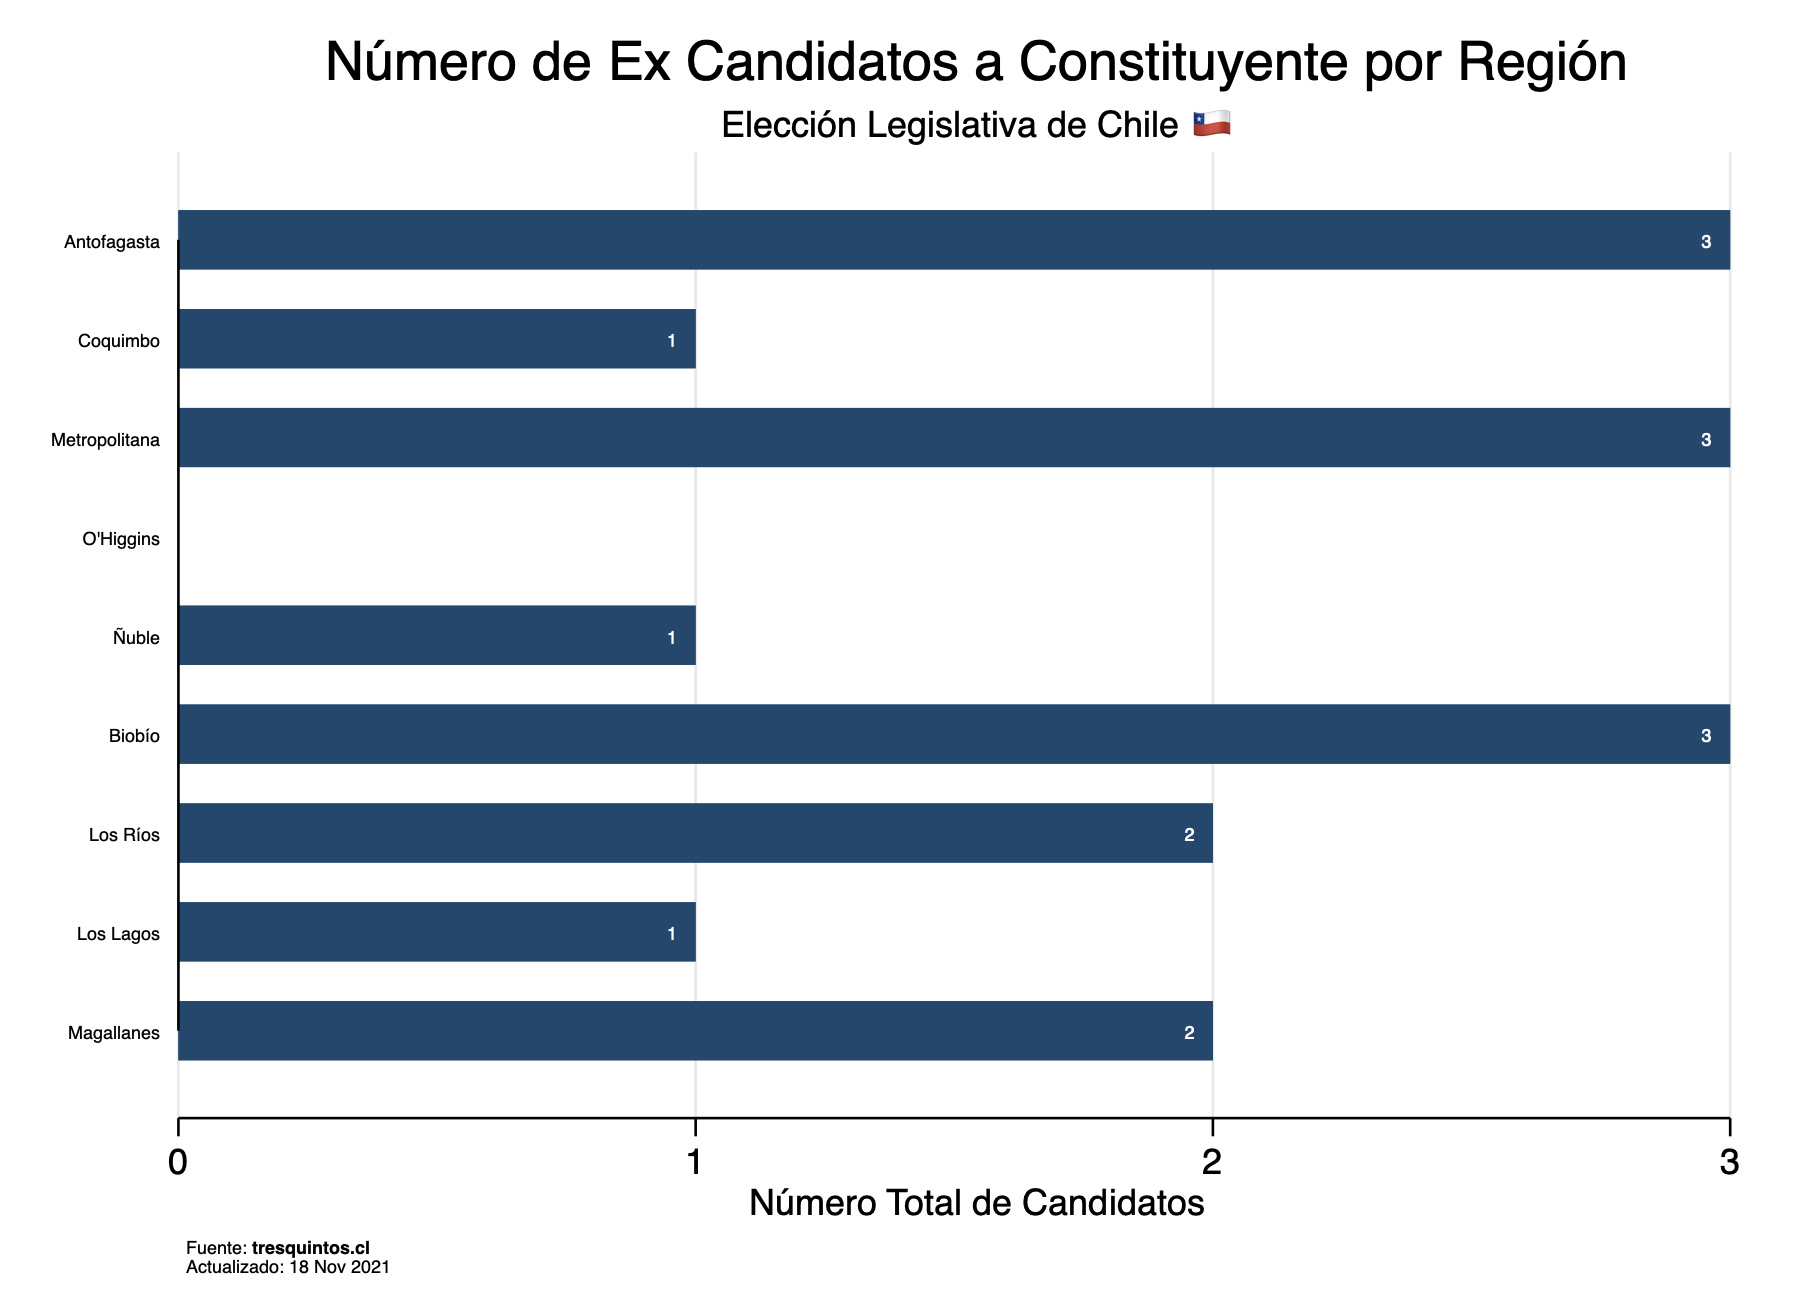 Número de Ex Candidatos a Constituyente por Región
Elección Legislativa de Chile 🇨🇱
Antofagasta 3
Coquimbo 1
Metropolitana 3
O'Higgins
Ñuble 1
Biobío 3
Los Ríos 2
Los Lagos 1
Magallanes 2
0 1 2 3
Número Total de Candidatos
Fuente: tresquintos.cl
Actualizado: 18 Nov 2021